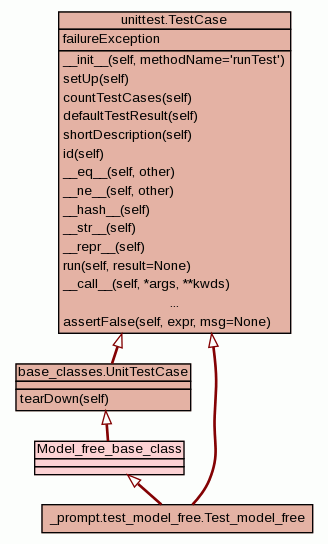 unittest.TestCase
failureException
__init__(self, methodName='runTest')
setUp(self)
countTestCases(self)
defaultTestResult(self)
shortDescription(self)
id(self)
__eq__(self, other)
__ne__(self, other)
__hash__(self)
__str__(self)
__repr__(self)
run(self, result=None)
__call__(self, *args, **kwds)
...
assertFalse(self, expr, msg=None)
base_classes.UnitTestCase
tearDown(self)
Model_free_base_class
_prompt.test_model_free.Test_model_free